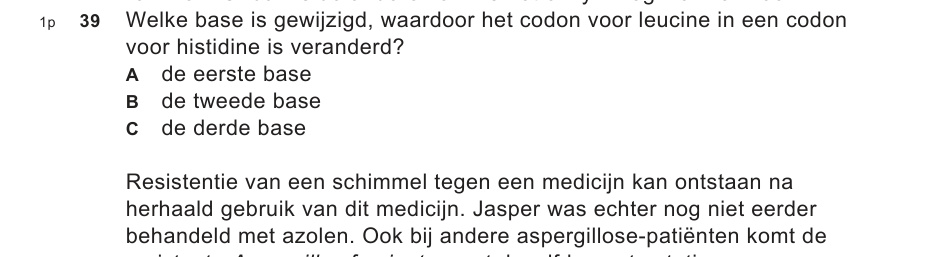 1p 39 Welke base is gewijzigd, waardoor het codon voor leucine in een codon
voor histidine is veranderd?
A de eerste base
B de tweede base
C de derde base
Resistentie van een schimmel tegen een medicijn kan ontstaan na
herhaald gebruik van dit medicijn. Jasper was echter nog niet eerder
behandeld met azolen. Ook bij andere aspergillose-patiënten komt de